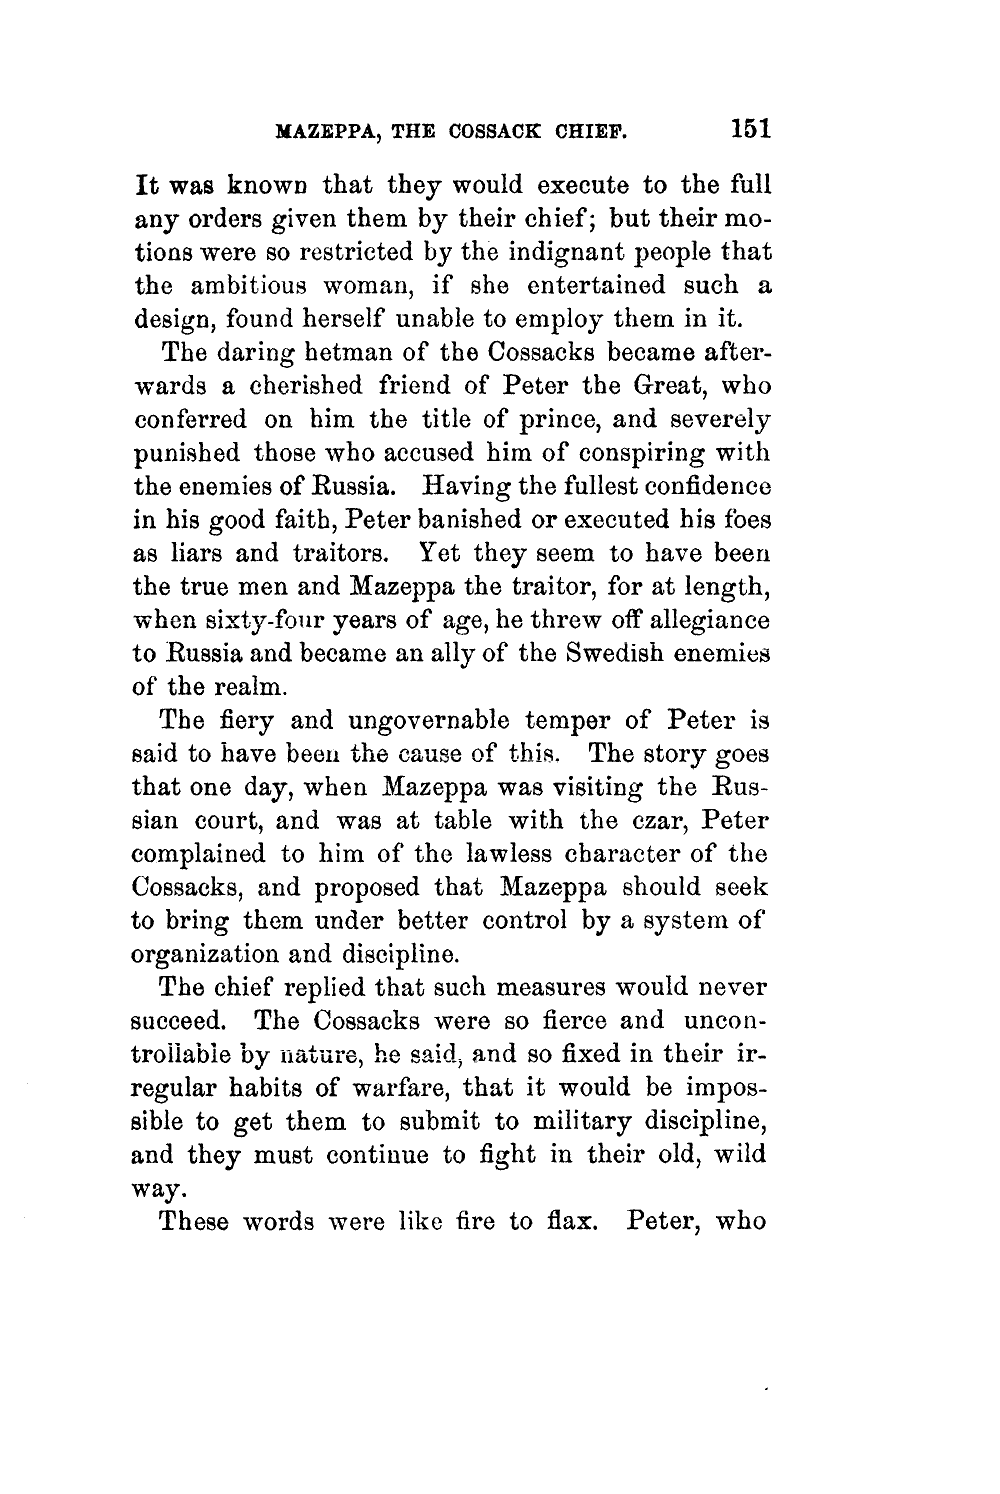 MAZEPPA, THE COSSACK CHIEF. 151
It was known that they would execute to the full
any orders given them by their chief; but their mo-
tions were so restricted by the indignant people that
the ambitious woman, if she entertained such a
design, found herself unable to employ them in it.
The daring hetman of the Cossacks became after-
wards a cherished friend of Peter the Great, who
conferred on him the title of prince, and severely
punished those who accused him of conspiring with
the enemies of Russia. Having the fullest confidence
in his good faith, Peter banished or executed his foes
as liars and traitors. Yet they seem to have been
the true men and Mazeppa the traitor, for at length,
when sixty-four years of age, he threw off allegiance
to Russia and became an ally of the Swedish enemies
of the realm.
The fiery and ungovernable temper of Peter is
said to have been the cause of this. The story goes
that one day, when Mazeppa was visiting the Rus-
sian court, and was at table with the czar, Peter
complained to him of the lawless character of the
Cossacks, and proposed that Mazeppa should seek
to bring them under better control by a system of
organization and discipline.
The chief replied that such measures would never
succeed. The Cossacks were so fierce and uncon-
trollable by nature, he said, and so fixed in their ir-
regular habits of warfare, that it would be impos-
sible to get them to submit to military discipline,
and they must continue to fight in their old, wild
way.
These words were like fire to flax. Peter, who